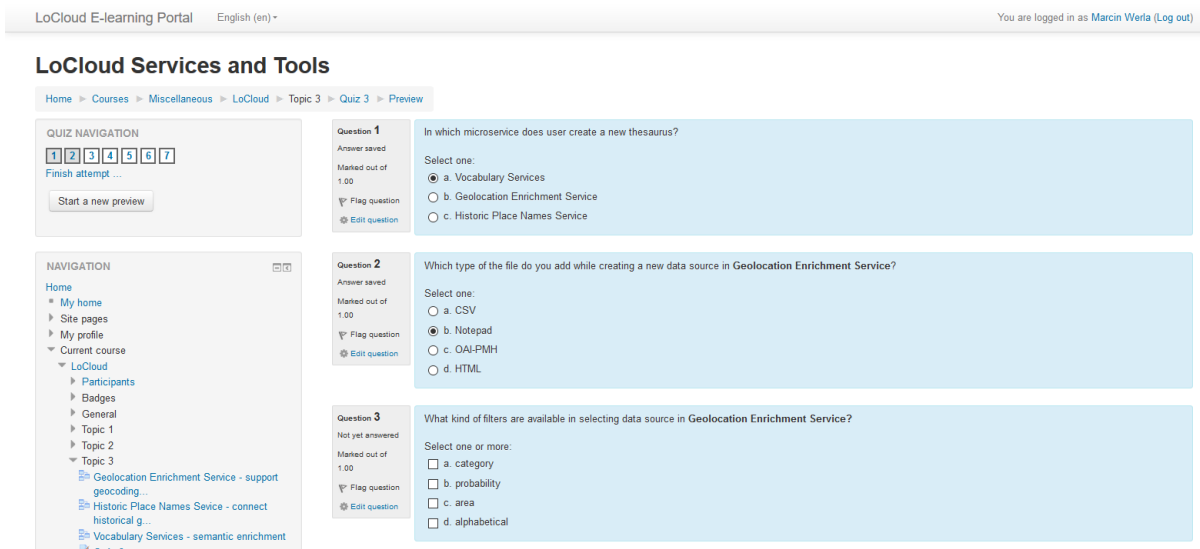 LoCloud E-learning Portal English (en)
You are logged in as Marcin Werla (Log out)
LoCloud Services and Tools
Home Courses Miscellaneous LoCloud Topic 3 Quiz 3 Preview
QUIZ NAVIGATION
1 2 3 4 5 6 7
Finish attempt ...
Start a new preview
NAVIGATION
Home
My home
Site pages
My profile
Current course
LoCloud
Participants
Badges
General
Topic 1
Topic 2
Topic 3
Geolocation Enrichment Service - support
geocoding...
Historic Place Names Sevice - connect
historical g...
Vocabulary Services - semantic enrichment
Question 1
Answer saved
Marked out of
1.00
Flag question
Edit question
In which microservice does user create a new thesaurus?
Select one:
a. Vocabulary Services
b. Geolocation Enrichment Service
c. Historic Place Names Service
Question 2
Answer saved
Marked out of
1.00
Flag question
Edit question
Which type of the file do you add while creating a new data source in Geolocation Enrichment Service?
Select one:
a. CSV
b. Notepad
c. OAI-PMH
d. HTML
Question 3
Not yet answered
Marked out of
1.00
Flag question
Edit question
What kind of filters are available in selecting data source in Geolocation Enrichment Service?
Select one or more:
a. category
b. probability
c. area
d. alphabetical